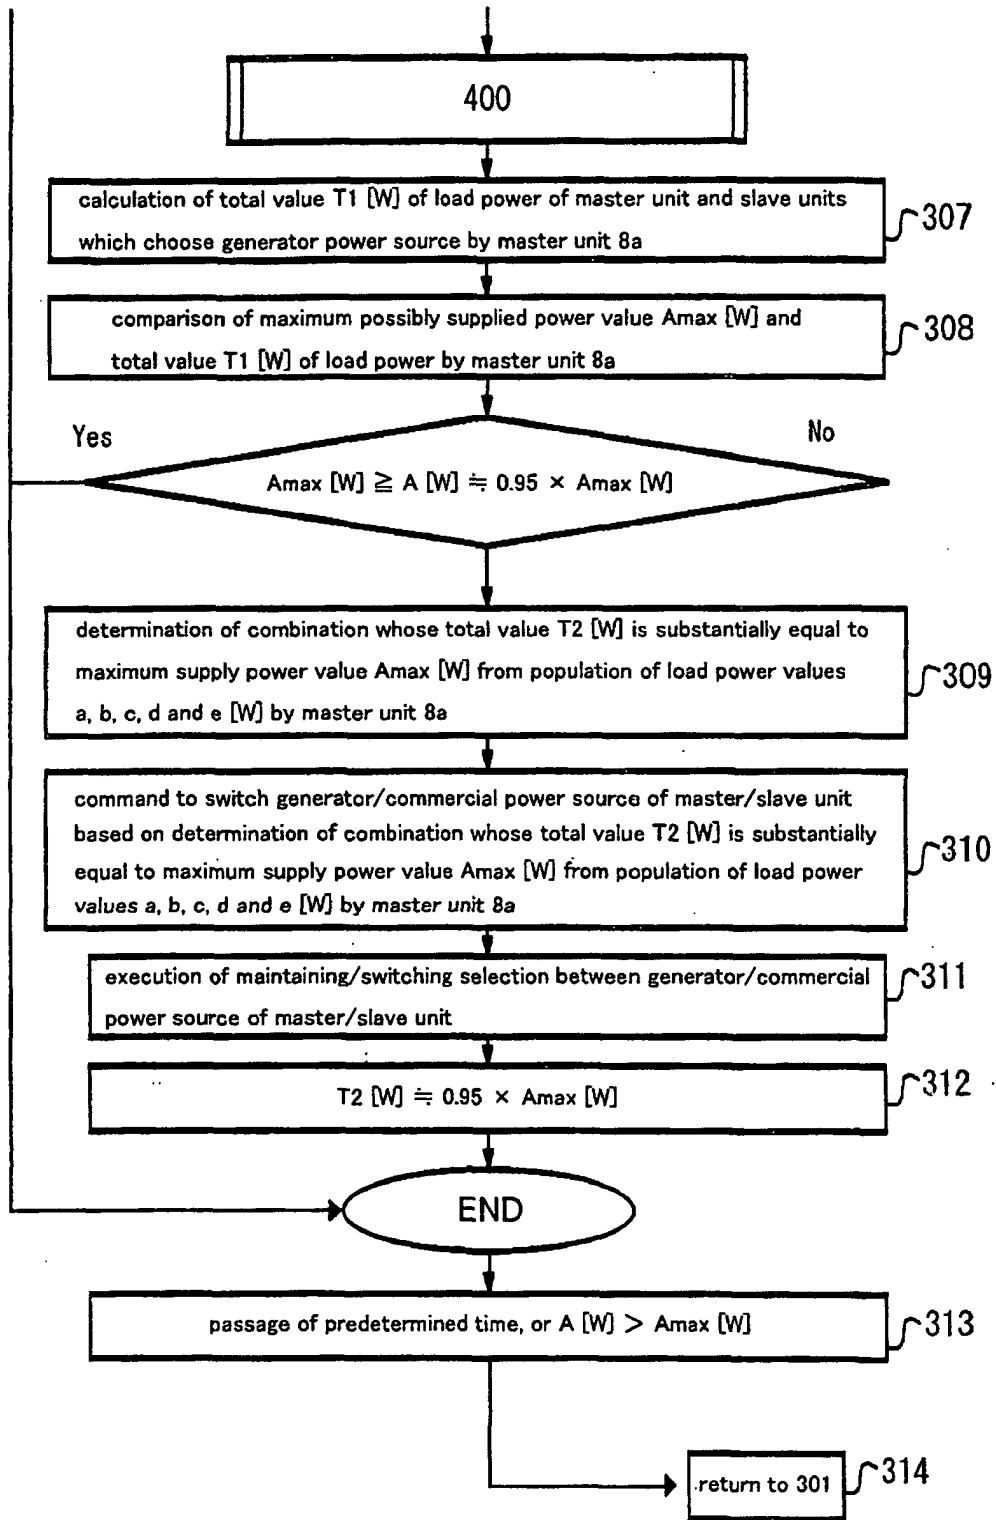 400
calculation of total value T1 [W] of load power of master unit and slave units
which choose generator power source by master unit 8a
307
comparison of maximum possibly supplied power value Amax [W] and
total value T1 [W] of load power by master unit 8a
308
Yes
No
Amax [W] ≧ A [W] ≒ 0.95 × Amax [W]
determination of combination whose total value T2 [W] is substantially equal to
maximum supply power value Amax [W] from population of load power values
a, b, c, d and e [W] by master unit 8a
309
command to switch generator/commercial power source of master/slave unit
based on determination of combination whose total value T2 [W] is substantially
equal to maximum supply power value Amax [W] from population of load power
values a, b, c, d and e [W] by master unit 8a
310
execution of maintaining/switching selection between generator/commercial
power source of master/slave unit
311
T2 [W] ≒ 0.95 × Amax [W]
312
END
passage of predetermined time, or A [W] > Amax [W]
313
return to 301
314